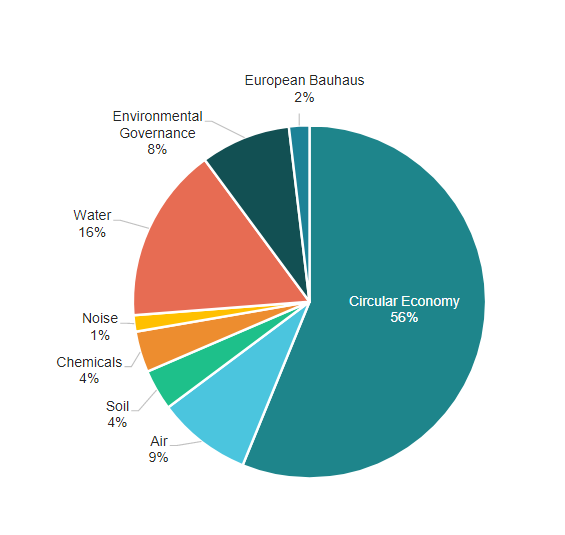 European Bauhaus
2%
Environmental
Governance
8%
Water
16%
Circular Economy
56%
Noise
1%
Chemicals
4%
Soil
4%
Air
9%